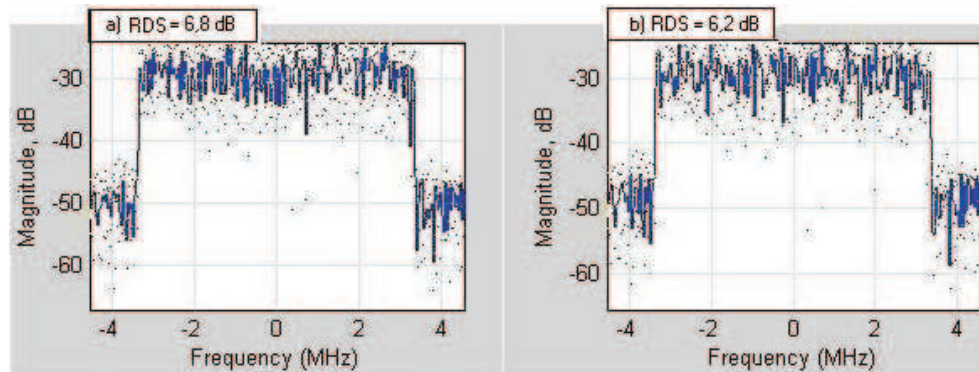 a) RDS = 6,8 dB
Magnitude, dB
-30
-40
-50
-60
-4 -2 0 2 4
Frequency (MHz)
b) RDS = 6,2 dB
Magnitude, dB
-30
-40
-50
-60
-4 -2 0 2 4
Frequency (MHz)